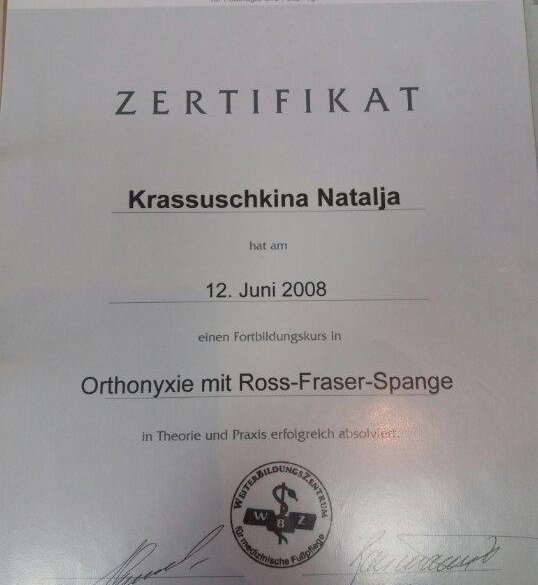 ZERTIFIKAT
Krassuschkina Natalja
hat am
12. Juni 2008
einen Fortbildungskurs in
Orthonyxie mit Ross-Fraser-Spange
in Theorie und Praxis erfolgreich absolviert.
WEITERBILDUNGSZENTRUM
WBZ
für medizinische Fußpflege